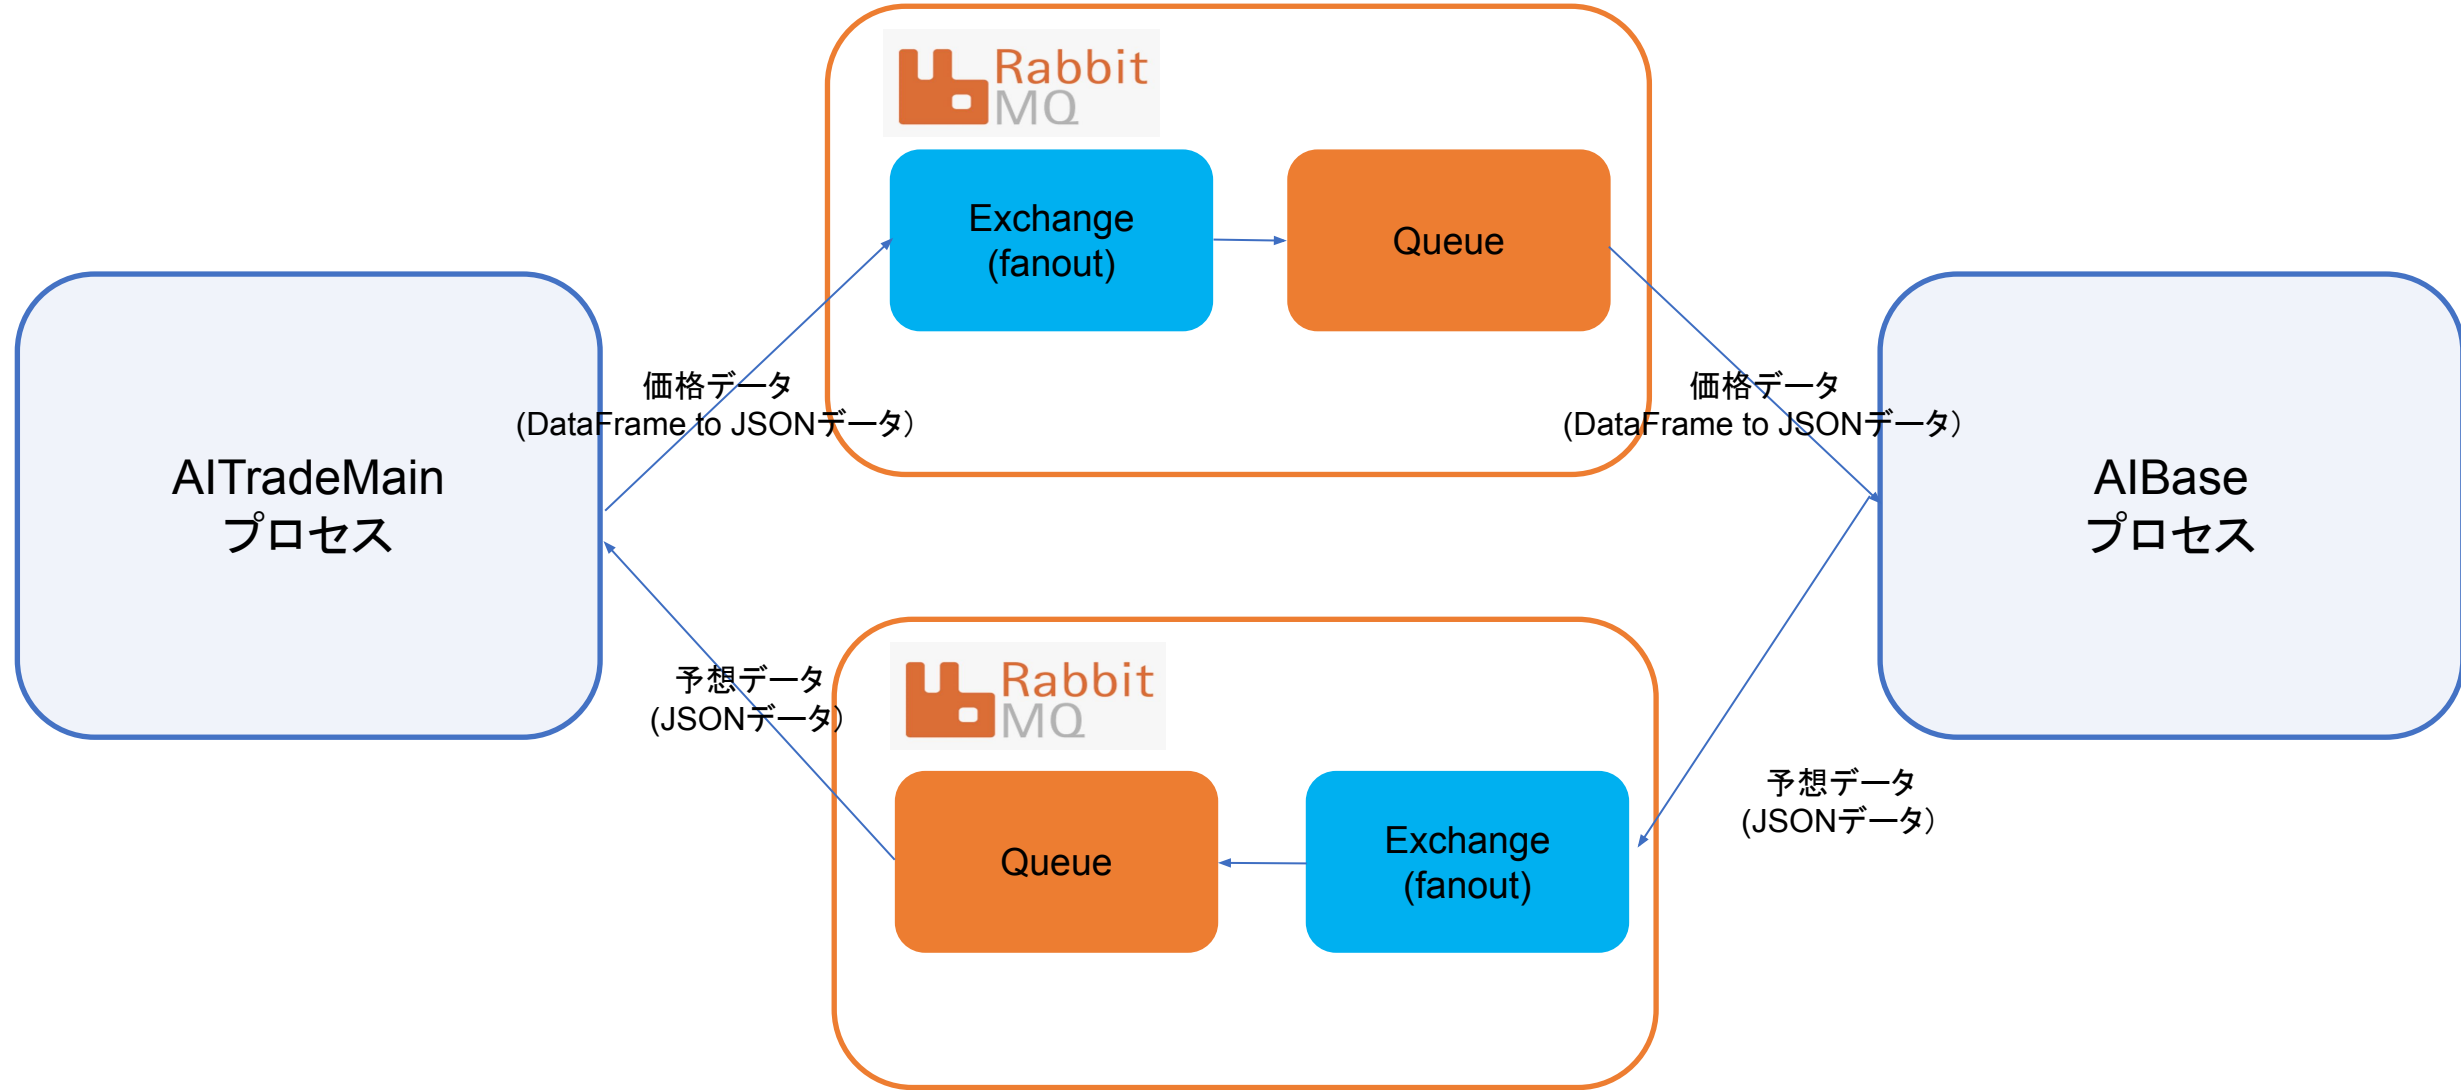 Rabbit
MQ
Exchange
(fanout)
Queue
価格データ
(DataFrame to JSONデータ)
価格データ
(DataFrame to JSONデータ)
AITradeMain
プロセス
AIBase
プロセス
Rabbit
MQ
予想データ
(JSONデータ)
予想データ
(JSONデータ)
Queue
Exchange
(fanout)